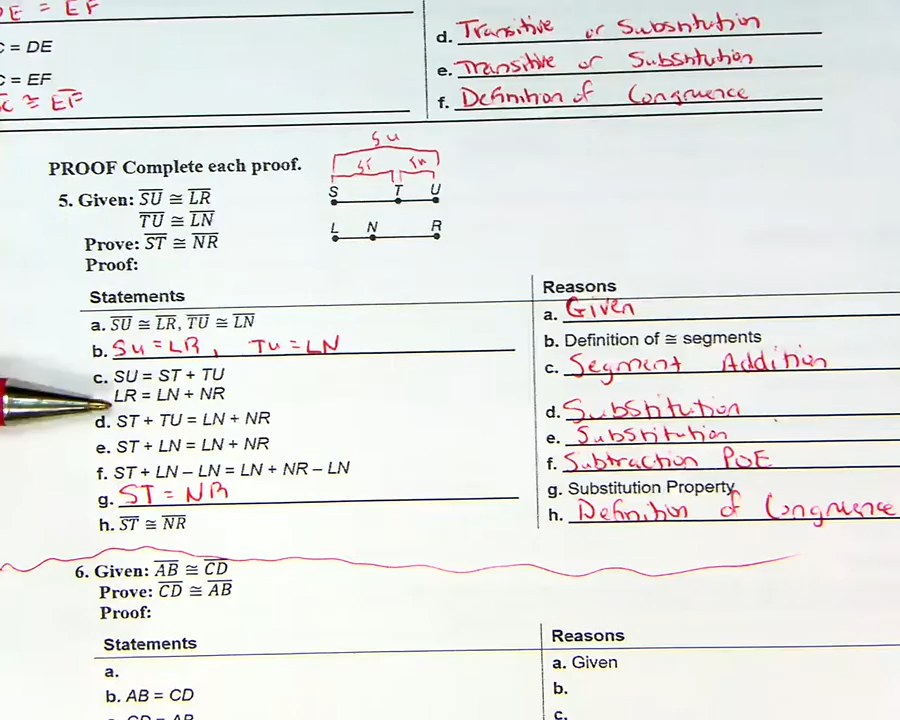 DE = EF
C = DE
C = EF
C ≅ EF
d. Transitive or Substitution
e. Transitive or Substitution
f. Definition of Congruence
PROOF Complete each proof.
5. Given: SU ≅ LR
TU ≅ LN
Prove: ST ≅ NR
Proof:
SU
ST
S T U
L N R
Statements
Reasons
a. SU ≅ LR, TU ≅ LN
a. Given
b. SU = LR, TU = LN
b. Definition of ≅ segments
c. SU = ST + TU
LR = LN + NR
c. Segment Addition
d. ST + TU = LN + NR
d. Substitution
e. ST + LN = LN + NR
e. Substitution
f. ST + LN – LN = LN + NR – LN
f. Subtraction PoE
g. ST = NR
g. Substitution Property
h. ST ≅ NR
h. Definition of Congruence
6. Given: AB ≅ CD
Prove: CD ≅ AB
Proof:
Statements
Reasons
a.
a. Given
b. AB = CD
b.
CD = AB
c.